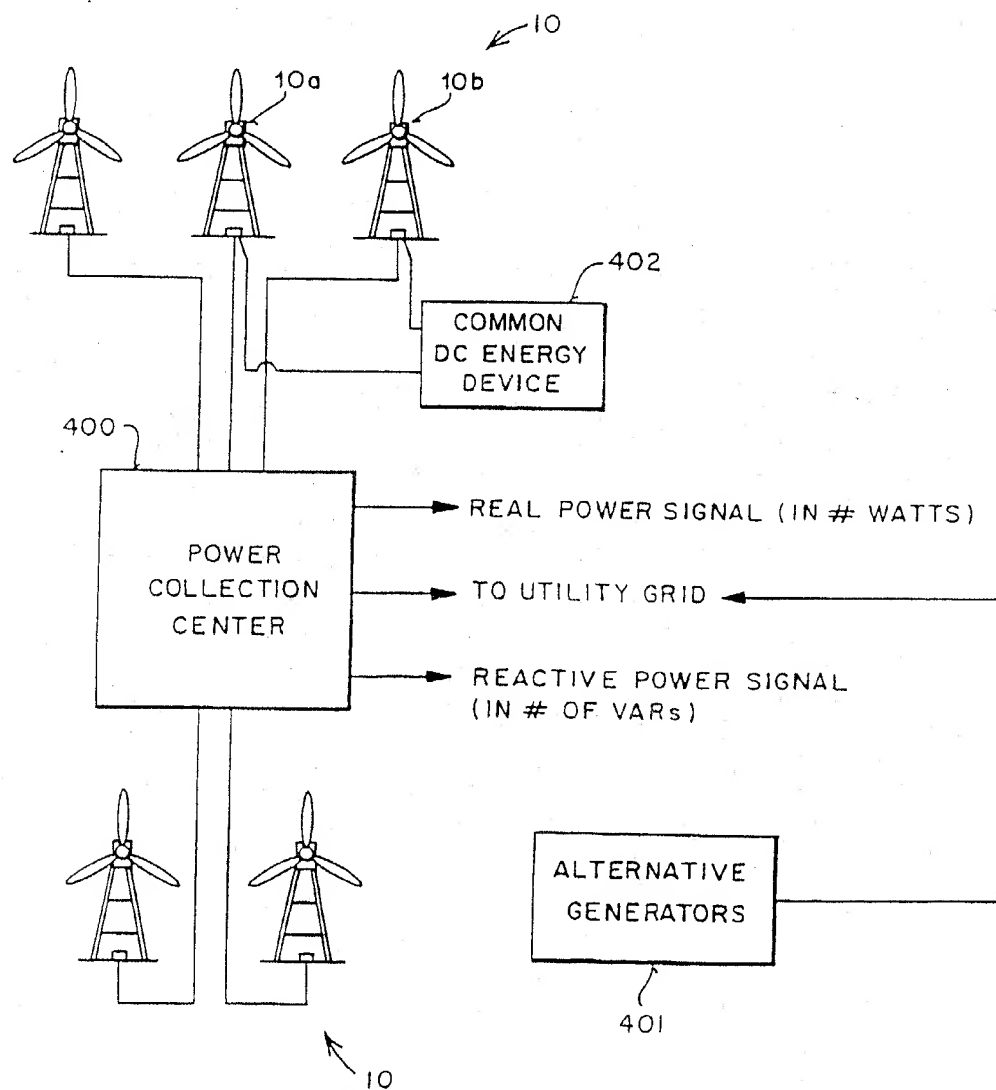 10
10a
10b
402
COMMON
DC ENERGY
DEVICE
400
POWER
COLLECTION
CENTER
REAL POWER SIGNAL (IN # WATTS)
TO UTILITY GRID
REACTIVE POWER SIGNAL
(IN # OF VARs)
ALTERNATIVE
GENERATORS
401
10